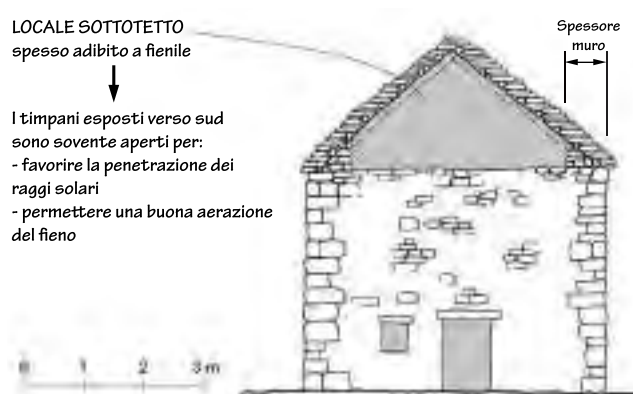 LOCALE SOTTOTETTO
spesso adibito a fienile
I timpani esposti verso sud
sono sovente aperti per:
- favorire la penetrazione dei
raggi solari
- permettere una buona aerazione
del fieno
Spessore
muro
0 1 2 3 m